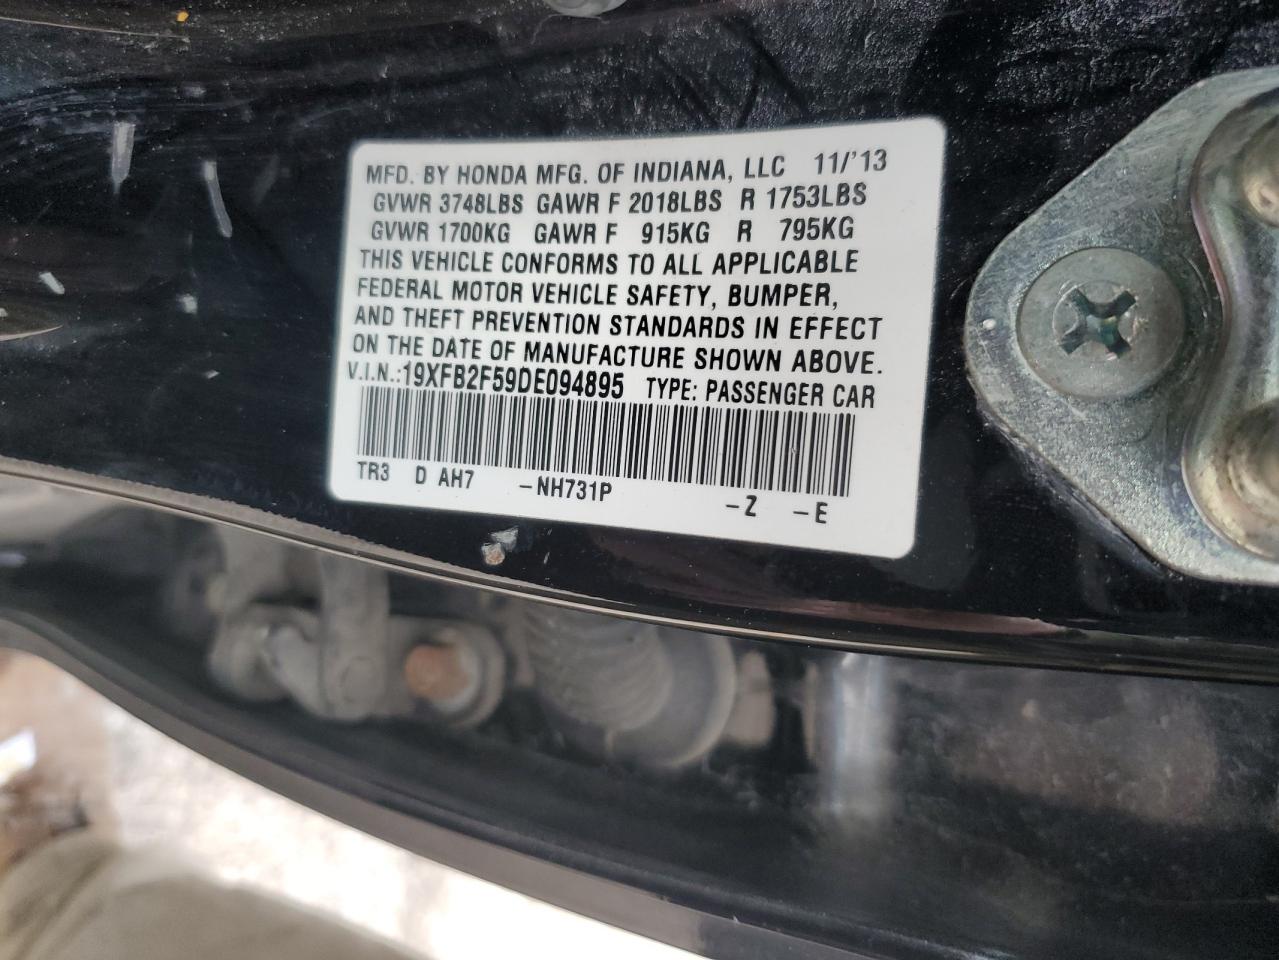 MFD. BY HONDA MFG. OF INDIANA, LLC 11/'13
GVWR 3748LBS GAWR F 2018LBS R 1753LBS
GVWR 1700KG GAWR F 915KG R 795KG
THIS VEHICLE CONFORMS TO ALL APPLICABLE
FEDERAL MOTOR VEHICLE SAFETY, BUMPER,
AND THEFT PREVENTION STANDARDS IN EFFECT
ON THE DATE OF MANUFACTURE SHOWN ABOVE.
V.I.N.:19XFB2F59DE094895 TYPE: PASSENGER CAR
TR3 D AH7 -NH731P -Z -E